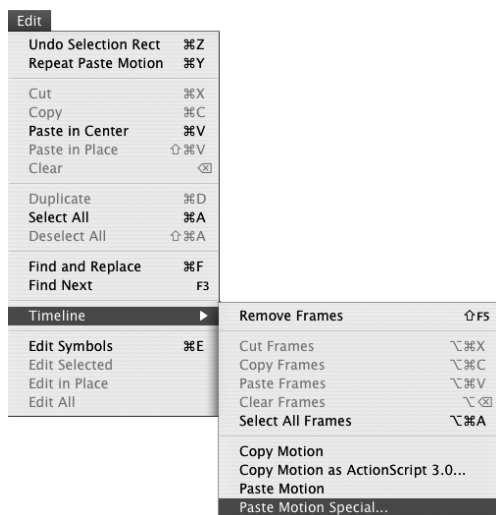 Edit
Undo Selection Rect ⌘Z
Repeat Paste Motion ⌘Y
Cut ⌘X
Copy ⌘C
Paste in Center ⌘V
Paste in Place ⇧⌘V
Clear ⌫
Duplicate ⌘D
Select All ⌘A
Deselect All ⇧⌘A
Find and Replace ⌘F
Find Next F3
Timeline ▶
Edit Symbols ⌘E
Edit Selected
Edit in Place
Edit All
Remove Frames ⇧F5
Cut Frames ⌥⌘X
Copy Frames ⌥⌘C
Paste Frames ⌥⌘V
Clear Frames ⌥⌫
Select All Frames ⌥⌘A
Copy Motion
Copy Motion as ActionScript 3.0...
Paste Motion
Paste Motion Special...